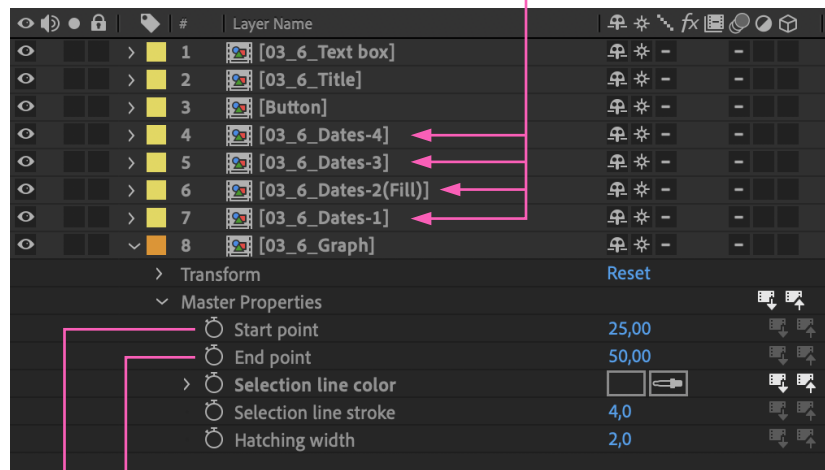 # Layer Name fx
1 [03_6_Text box]
2 [03_6_Title]
3 [Button]
4 [03_6_Dates-4]
5 [03_6_Dates-3]
6 [03_6_Dates-2(Fill)]
7 [03_6_Dates-1]
8 [03_6_Graph]
Transform Reset
Master Properties
Start point 25,00
End point 50,00
Selection line color
Selection line stroke 4,0
Hatching width 2,0